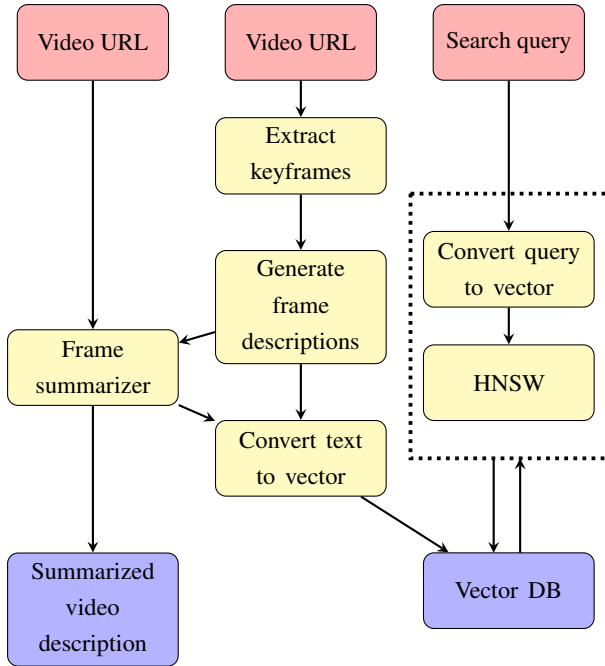 Video URL
Video URL
Search query
Extract
keyframes
Generate
frame
descriptions
Convert query
to vector
Frame
summarizer
HNSW
Convert text
to vector
Summarized
video
description
Vector DB